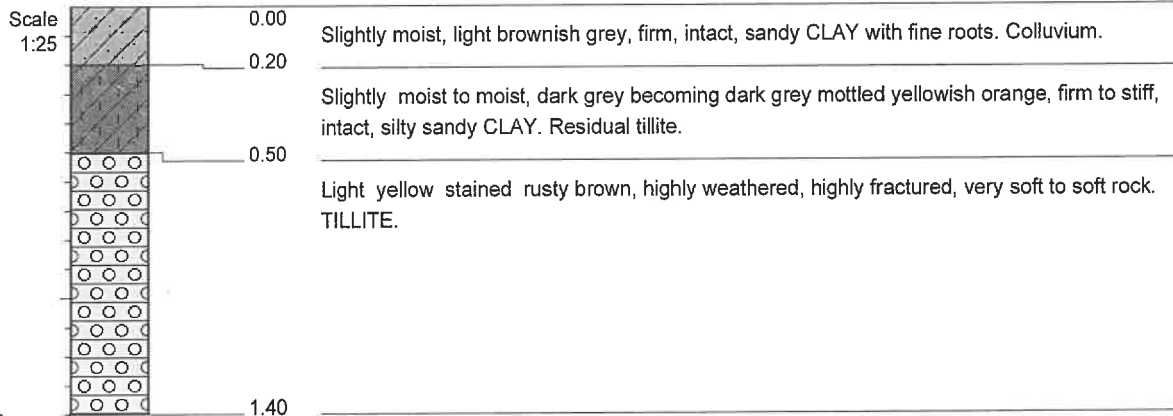 Scale
1:25
0.00
Slightly moist, light brownish grey, firm, intact, sandy CLAY with fine roots. Colluvium.
0.20
Slightly moist to moist, dark grey becoming dark grey mottled yellowish orange, firm to stiff,
intact, silty sandy CLAY. Residual tillite.
0.50
Light yellow stained rusty brown, highly weathered, highly fractured, very soft to soft rock.
TILLITE.
1.40